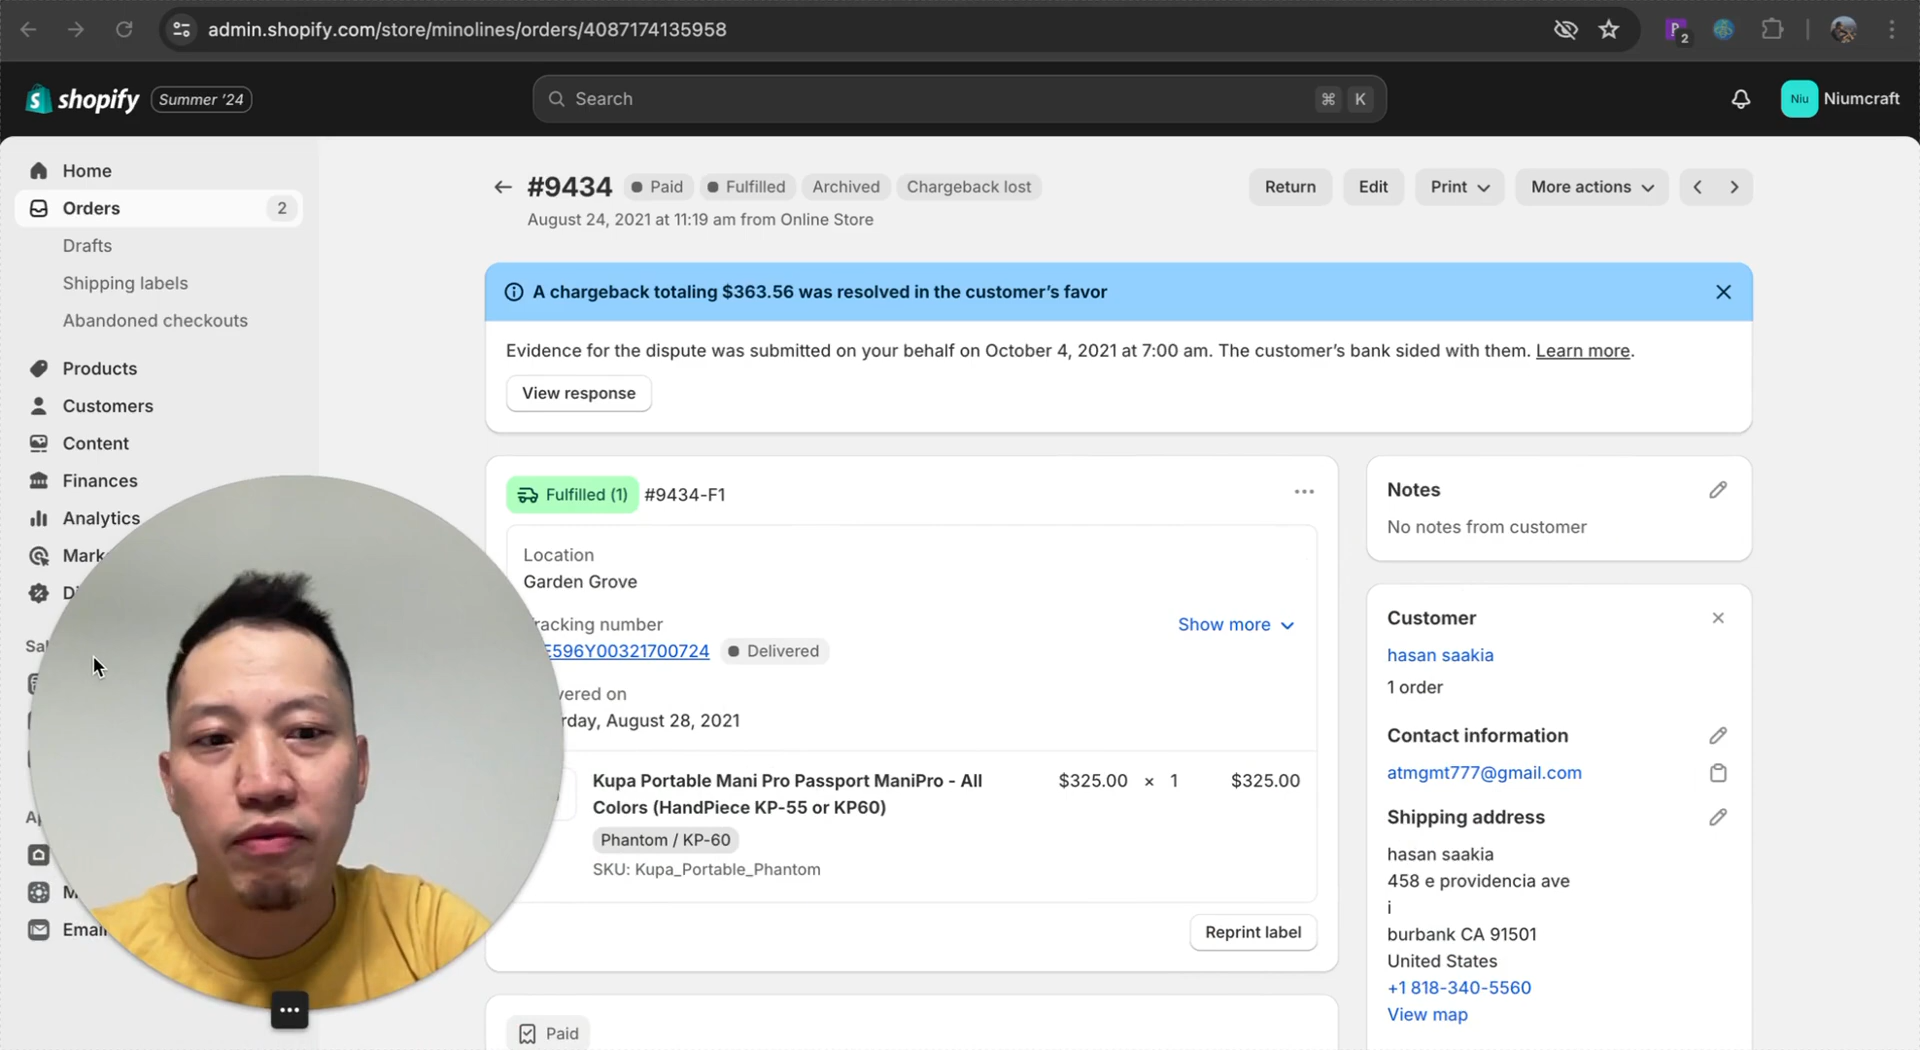 admin.shopify.com/store/minolines/orders/4087174135958
2
shopify Summer '24
Search
⌘ K
Niu
Niumcraft
Home
Orders 2
Drafts
Shipping labels
Abandoned checkouts
Products
Customers
Content
Finances
Analytics
#9434 Paid Fulfilled Archived Chargeback lost
August 24, 2021 at 11:19 am from Online Store
Return Edit Print More actions
A chargeback totaling $363.56 was resolved in the customer's favor
Evidence for the dispute was submitted on your behalf on October 4, 2021 at 7:00 am. The customer's bank sided with them. Learn more.
View response
Fulfilled (1) #9434-F1
Location
Garden Grove
number
Show more
E596Y00321700724 Delivered
on
August 28, 2021
Kupa Portable Mani Pro Passport ManiPro - All
Colors (HandPiece KP-55 or KP60)
$325.00 × 1 $325.00
Phantom / KP-60
SKU: Kupa_Portable_Phantom
Reprint label
Paid
Notes
No notes from customer
Customer
hasan saakia
1 order
Contact information
atmgmt777@gmail.com
Shipping address
hasan saakia
458 e providencia ave
i
burbank CA 91501
United States
+1 818-340-5560
View map
Email